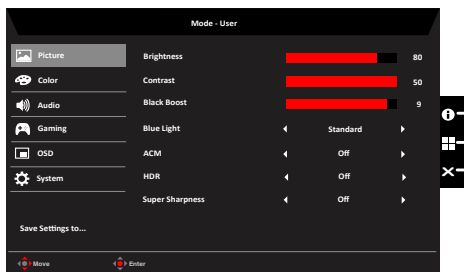 Mode - User
Picture
Color
Audio
Gaming
OSD
System
Save Settings to...
Brightness 80
Contrast 50
Black Boost 9
Blue Light Standard
ACM Off
HDR Off
Super Sharpness Off
Move Enter